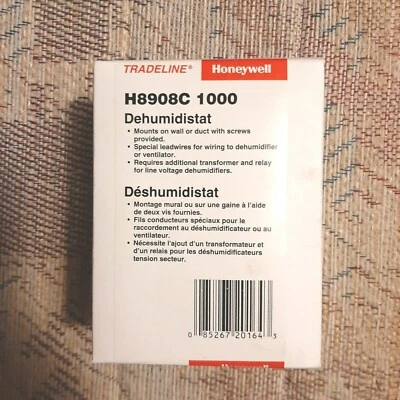 TRADELINE® Honeywell
H8908C 1000
Dehumidistat
• Mounts on wall or duct with screws
provided.
• Special leadwires for wiring to dehumidifier
or ventilator.
• Requires additional transformer and relay
for line voltage dehumidifiers.
Déshumidistat
• Montage mural ou sur une gaine à l'aide
de deux vis fournies.
• Fils conducteurs spéciaux pour le
raccordement au déshumidificateur ou au
ventilateur.
• Nécessite l'ajout d'un transformateur et
d'un relais pour les déshumidificateurs
tension secteur.
0 85267 20164 3